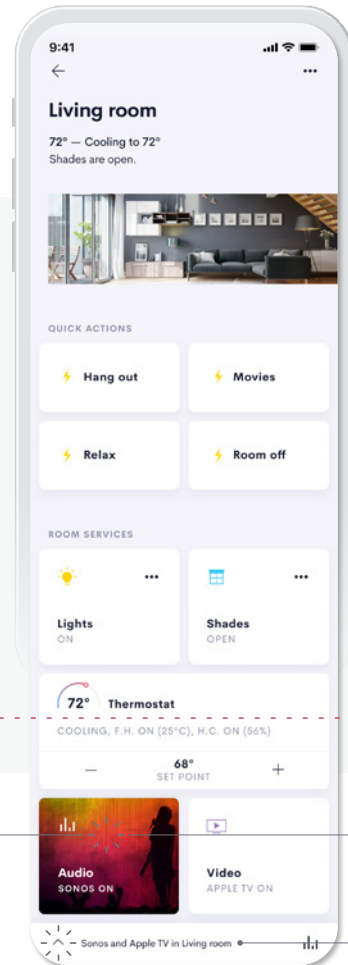 9:41
Living room
72° — Cooling to 72°
Shades are open.
QUICK ACTIONS
Hang out
Movies
Relax
Room off
ROOM SERVICES
Lights
ON
Shades
OPEN
72° Thermostat
COOLING, F.H. ON (25°C), H.C. ON (56%)
68°
SET POINT
Audio
SONOS ON
Video
APPLE TV ON
Sonos and Apple TV in Living room